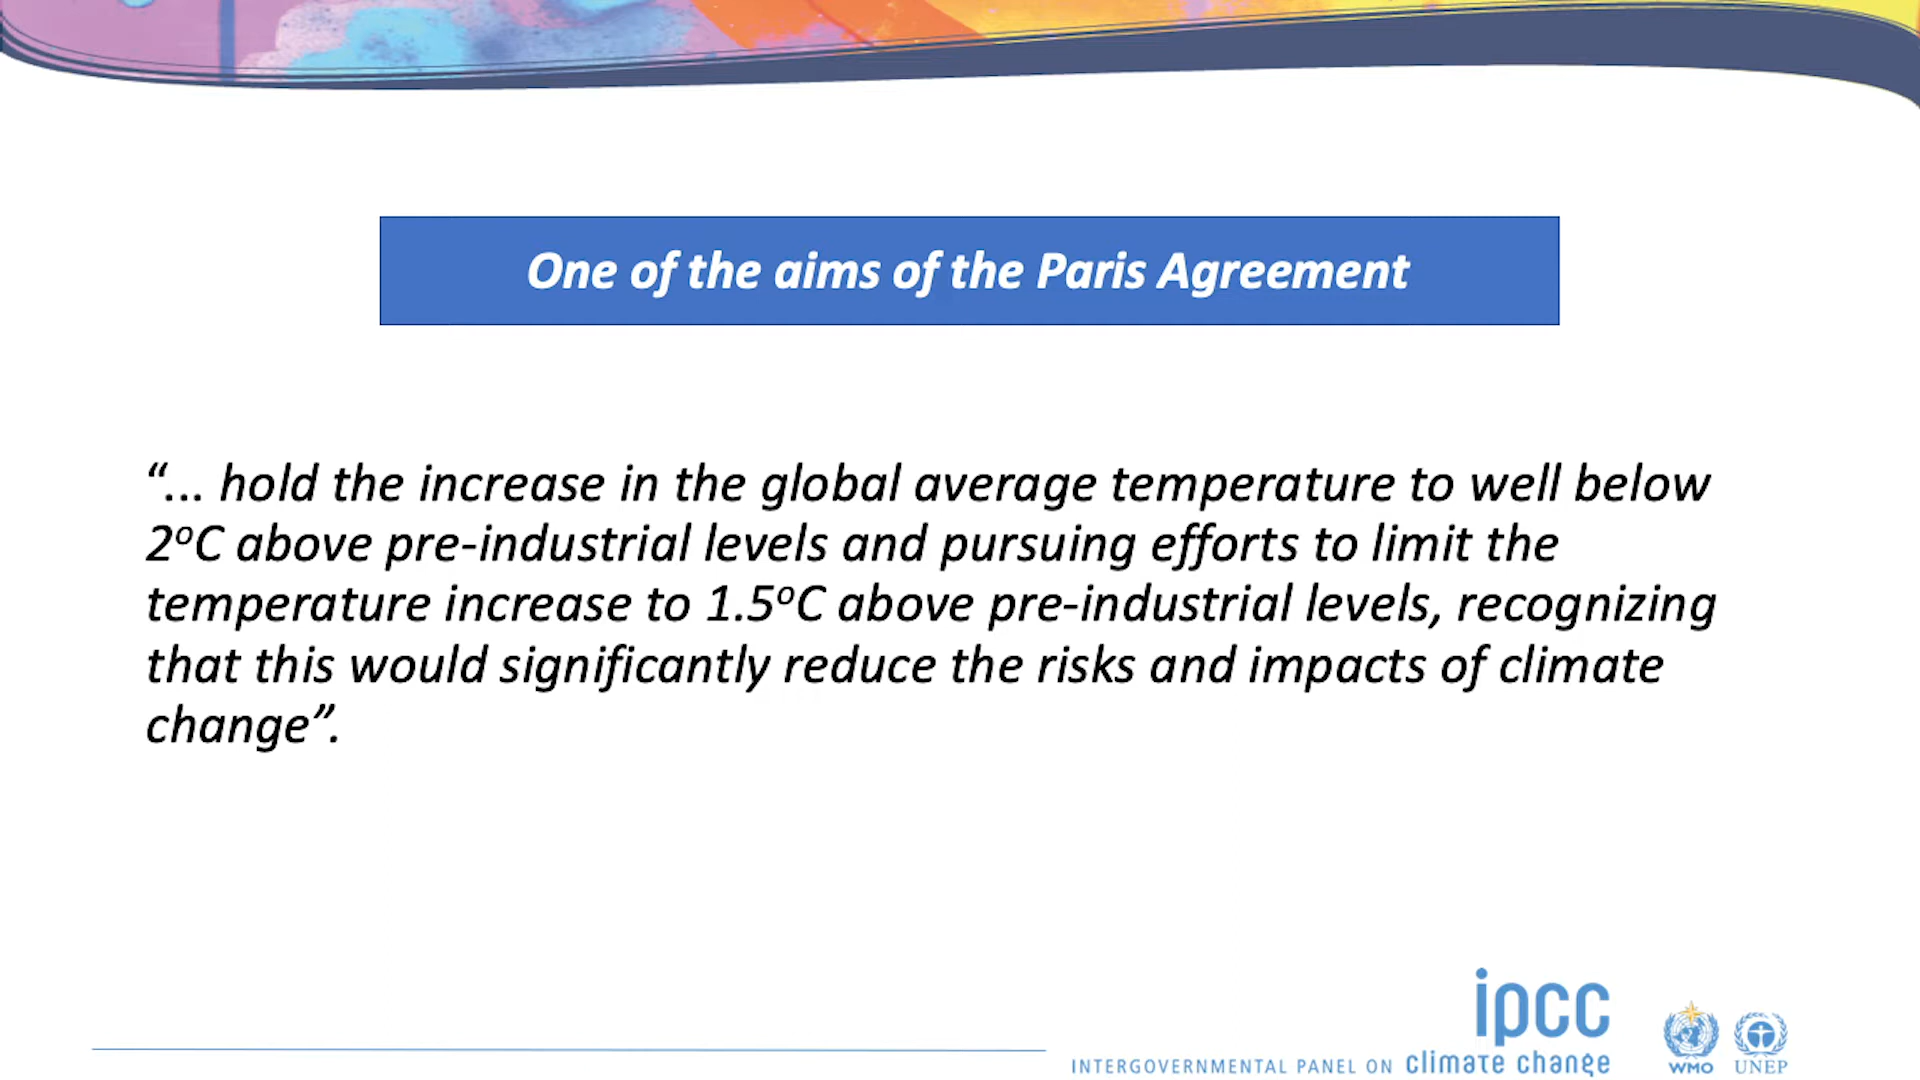 One of the aims of the Paris Agreement
“... hold the increase in the global average temperature to well below
2ºC above pre-industrial levels and pursuing efforts to limit the
temperature increase to 1.5ºC above pre-industrial levels, recognizing
that this would significantly reduce the risks and impacts of climate
change”.
ipcc
INTERGOVERNMENTAL PANEL ON climate change
WMO
UNEP